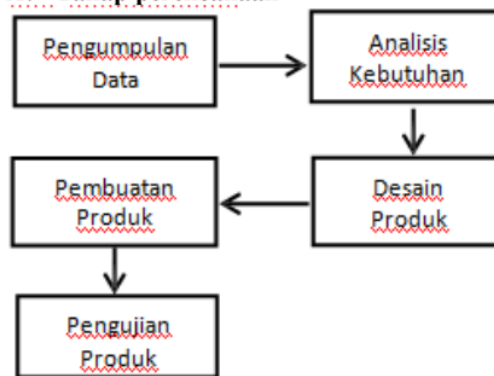 Pengumpulan
Data
Analisis
Kebutuhan
Desain
Produk
Pembuatan
Produk
Pengujian
Produk